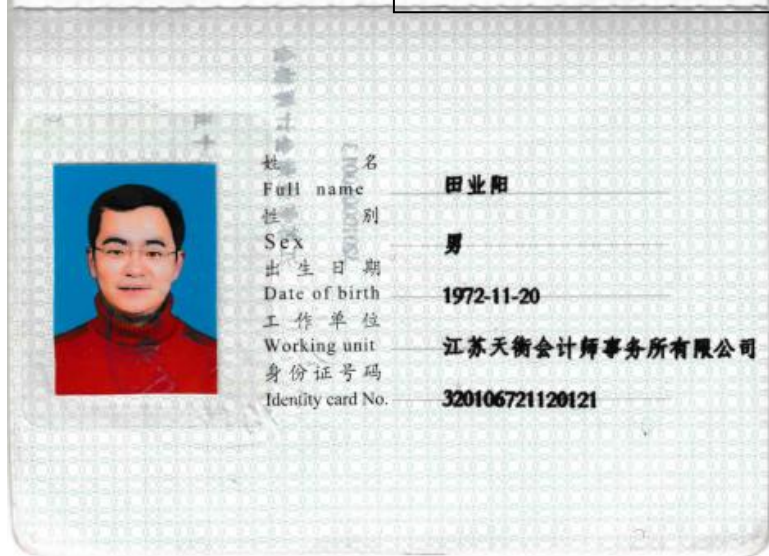 姓 名
Full name
田业阳
性 别
Sex
男
出生日期
Date of birth
1972-11-20
工作单位
Working unit
江苏天衡会计师事务所有限公司
身份证号码
Identity card No.
320106721120121